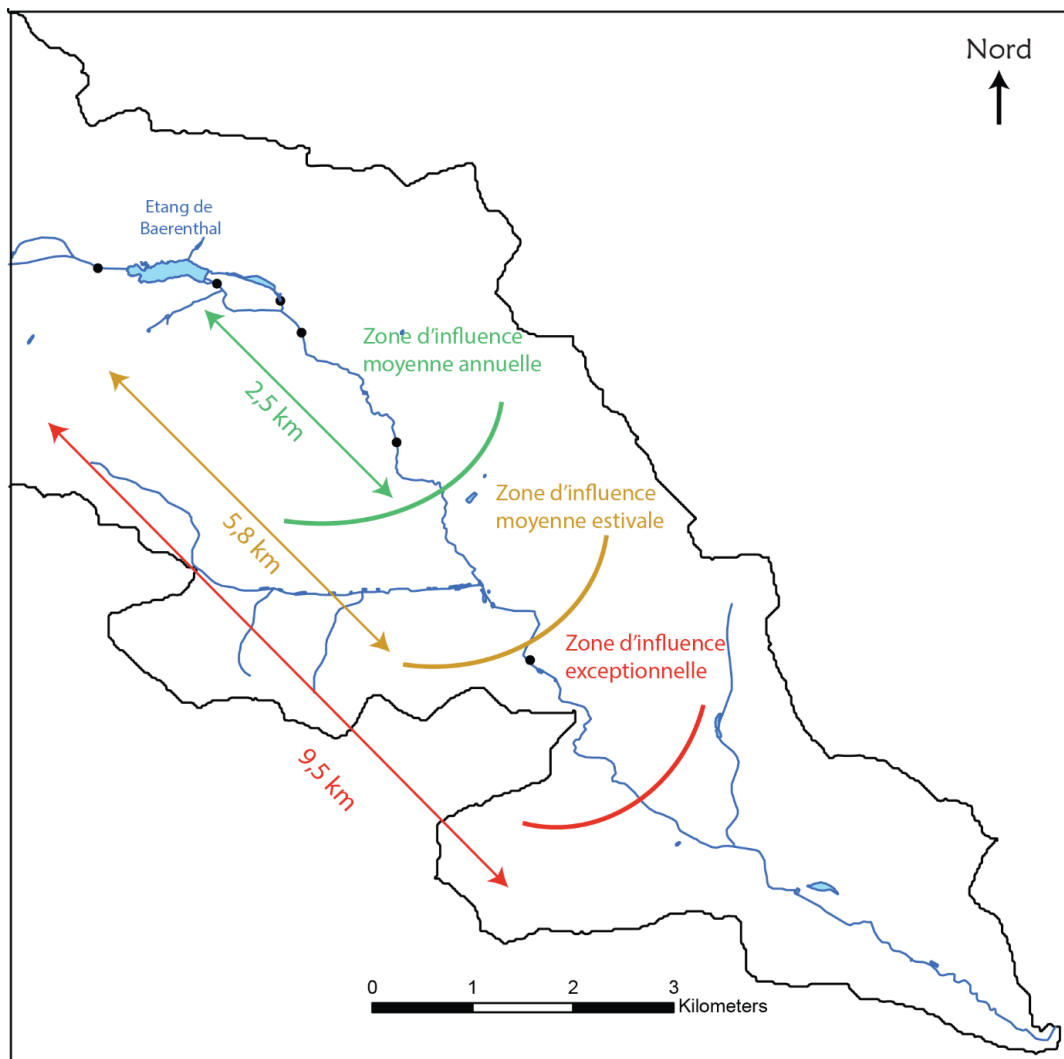 Nord
Etang de
Baerenthal
Zone d'influence
moyenne annuelle
2,5 km
Zone d'influence
moyenne estivale
5,8 km
Zone d'influence
exceptionnelle
9,5 km
0 1 2 3
Kilometers